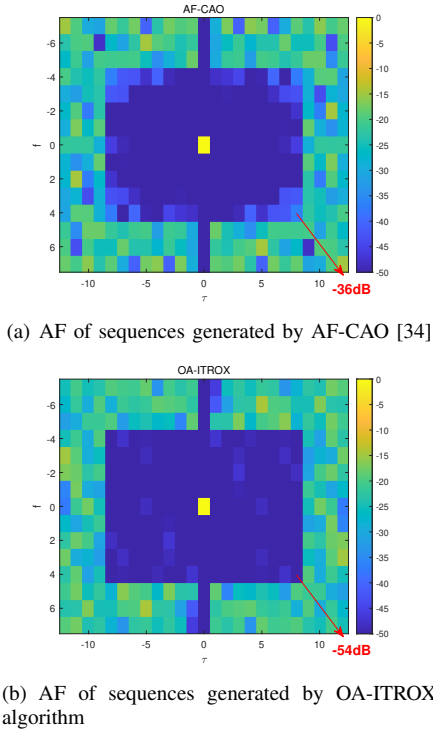 AF-CAO
-6
-4
-2
0
2
4
6
f
-10 -5 0 5 10
τ
0
-5
-10
-15
-20
-25
-30
-35
-40
-45
-50
-36dB
(a) AF of sequences generated by AF-CAO [34]
OA-ITROX
-6
-4
-2
0
2
4
6
f
-10 -5 0 5 10
τ
0
-5
-10
-15
-20
-25
-30
-35
-40
-45
-50
-54dB
(b) AF of sequences generated by OA-ITROX
algorithm